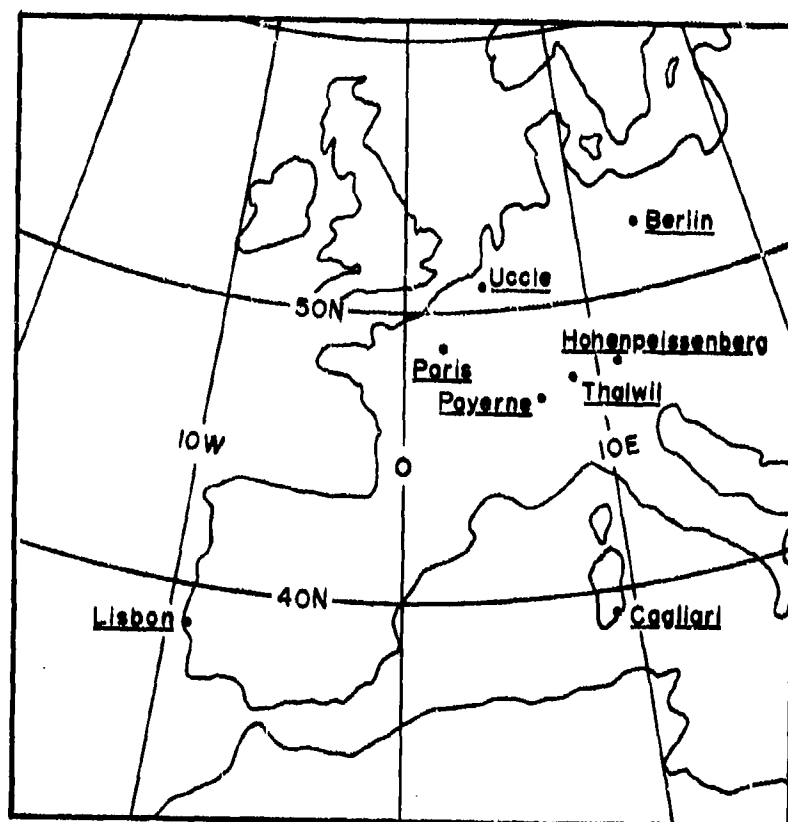 Berlin
Uccle
50N
Hohenpeissenberg
Paris
Thalwil
Payerne
10W
10E
0
40N
Lisbon
Cagliari